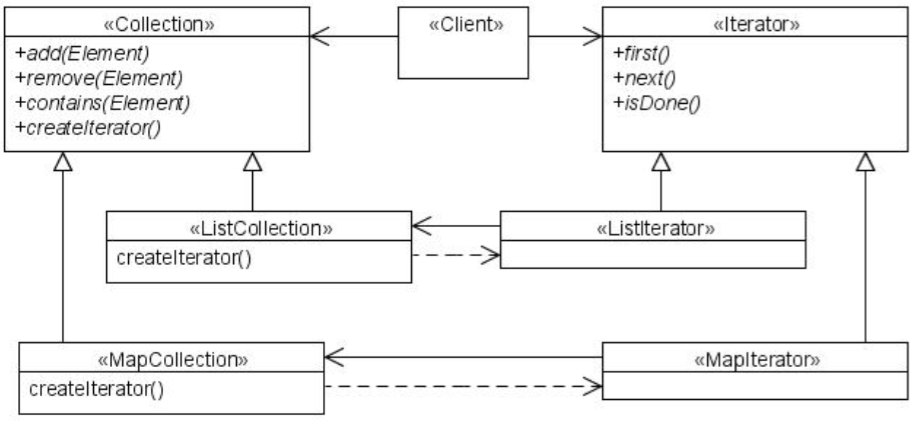 «Collection»
+add(Element)
+remove(Element)
+contains(Element)
+createIterator()
«Client»
«Iterator»
+first()
+next()
+isDone()
«ListCollection»
createIterator()
«ListIterator»
«MapCollection»
createIterator()
«MapIterator»